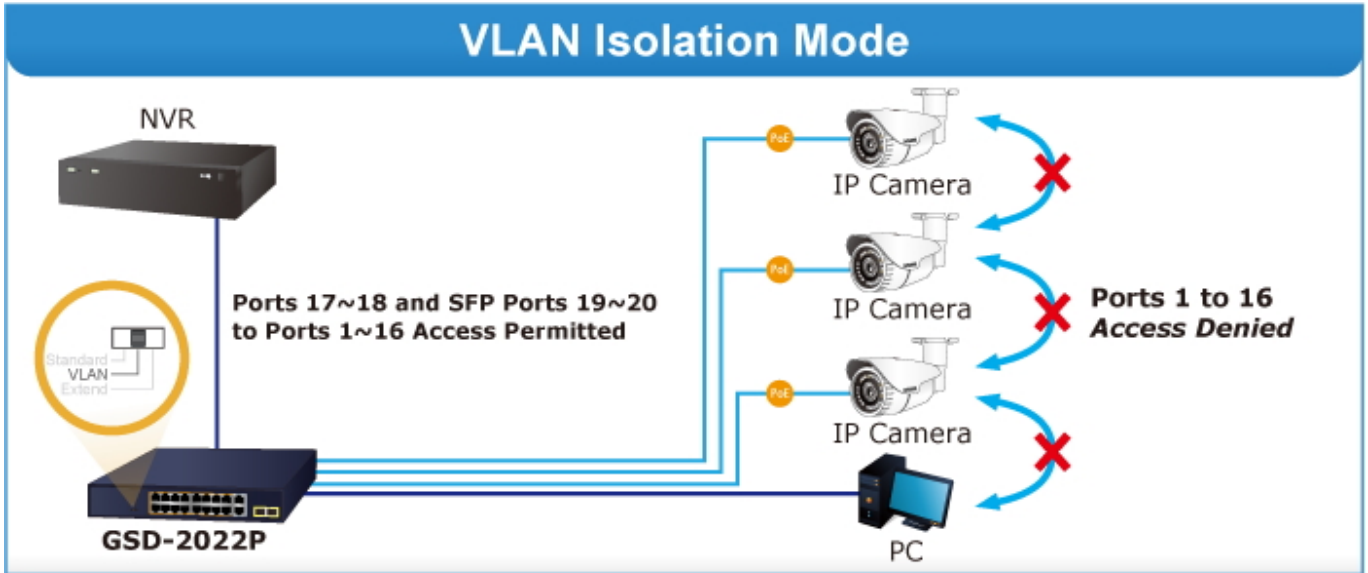 VLAN Isolation Mode
NVR
Ports 17~18 and SFP Ports 19~20
to Ports 1~16 Access Permitted
Standard
VLAN
Extend
GSD-2022P
PoE
IP Camera
PoE
IP Camera
PoE
IP Camera
PC
Ports 1 to 16
Access Denied